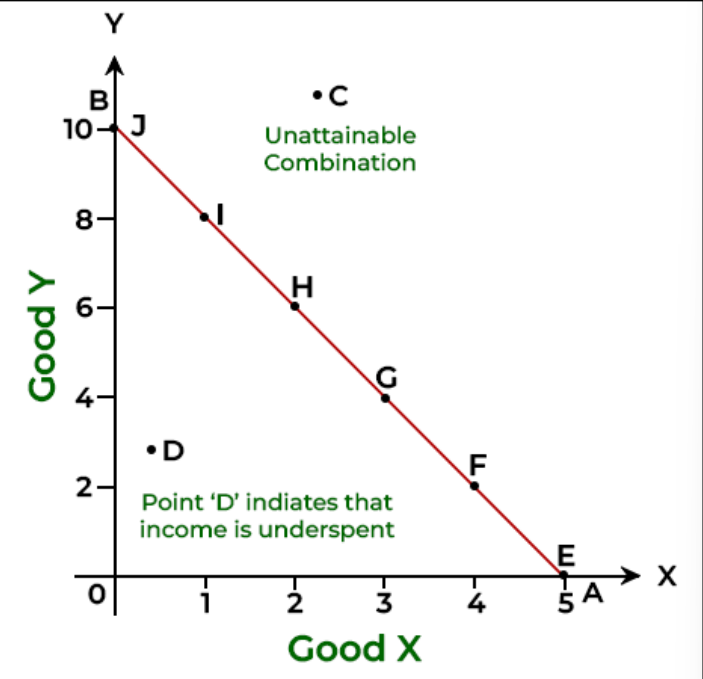 Y
B
10
J
C
Unattainable
Combination
8
I
H
6
Good Y
G
4
D
F
2
Point ‘D’ indiates that
income is underspent
E
X
0
1
2
3
4
5
A
Good X